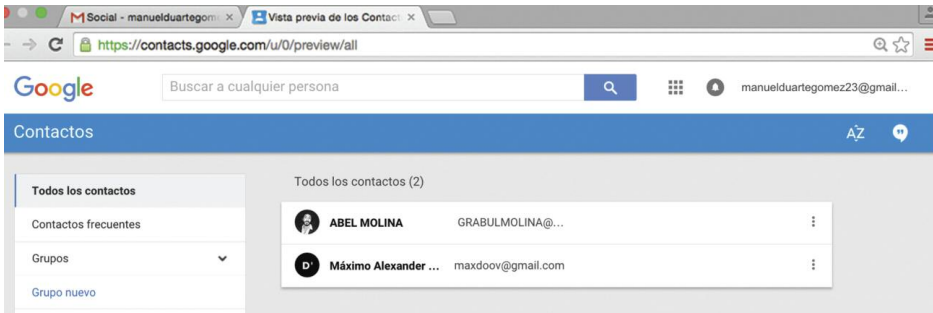 Social - manuelduartegom
Vista previa de los Contact
https://contacts.google.com/u/0/preview/all
Google
Buscar a cualquier persona
manuelduartegomez23@gmail...
Contactos
AZ
Todos los contactos
Contactos frecuentes
Grupos
Grupo nuevo
Todos los contactos (2)
ABEL MOLINA GRABULMOLINA@...
D'
Máximo Alexander ... maxdoov@gmail.com